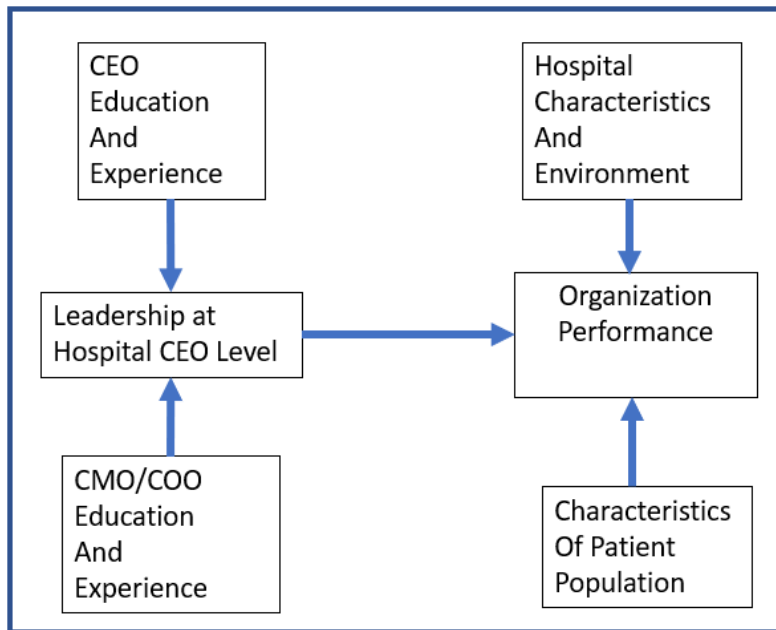 CEO
Education
And
Experience
Hospital
Characteristics
And
Environment
Leadership at
Hospital CEO Level
Organization
Performance
CMO/COO
Education
And
Experience
Characteristics
Of Patient
Population